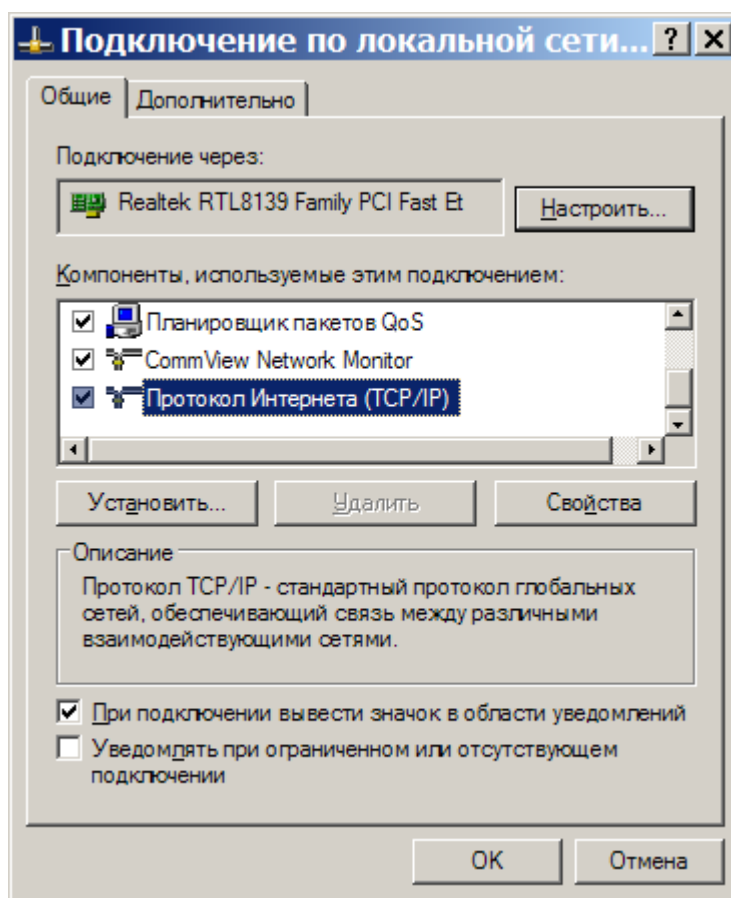 Подключение по локальной сети...
Общие
Дополнительно
Подключение через:
Realtek RTL8139 Family PCI Fast Et
Настроить...
Компоненты, используемые этим подключением:
Планировщик пакетов QoS
CommView Network Monitor
Протокол Интернета (TCP/IP)
Установить...
Удалить
Свойства
Описание
Протокол TCP/IP - стандартный протокол глобальных
сетей, обеспечивающий связь между различными
взаимодействующими сетями.
При подключении вывести значок в области уведомлений
Уведомлять при ограниченном или отсутствующем
подключении
OK
Отмена